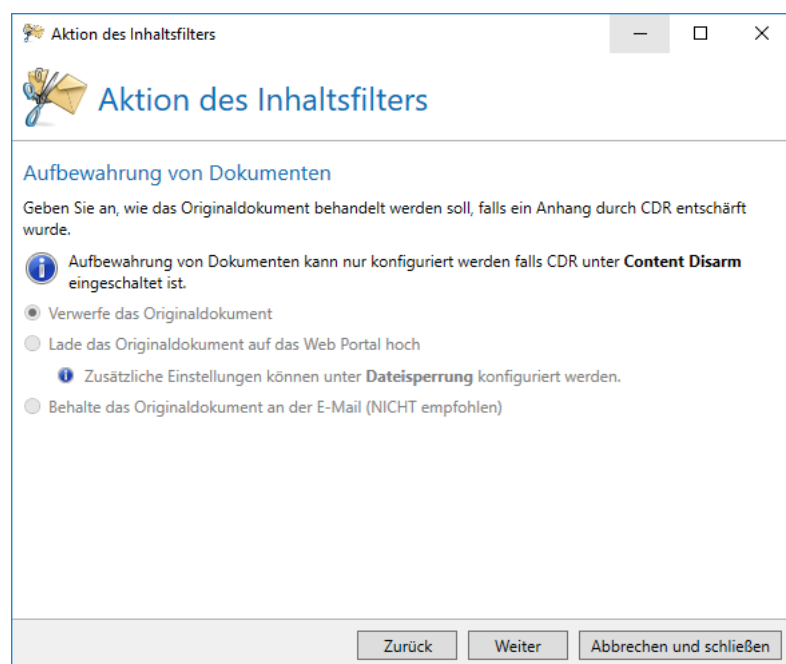 Aktion des Inhaltsfilters
Aktion des Inhaltsfilters
Aufbewahrung von Dokumenten
Geben Sie an, wie das Originaldokument behandelt werden soll, falls ein Anhang durch CDR entschärft
wurde.
Aufbewahrung von Dokumenten kann nur konfiguriert werden falls CDR unter Content Disarm
eingeschaltet ist.
Verwerfe das Originaldokument
Lade das Originaldokument auf das Web Portal hoch
Zusätzliche Einstellungen können unter Dateisperrung konfiguriert werden.
Behalte das Originaldokument an der E-Mail (NICHT empfohlen)
Zurück Weiter Abbrechen und schließen